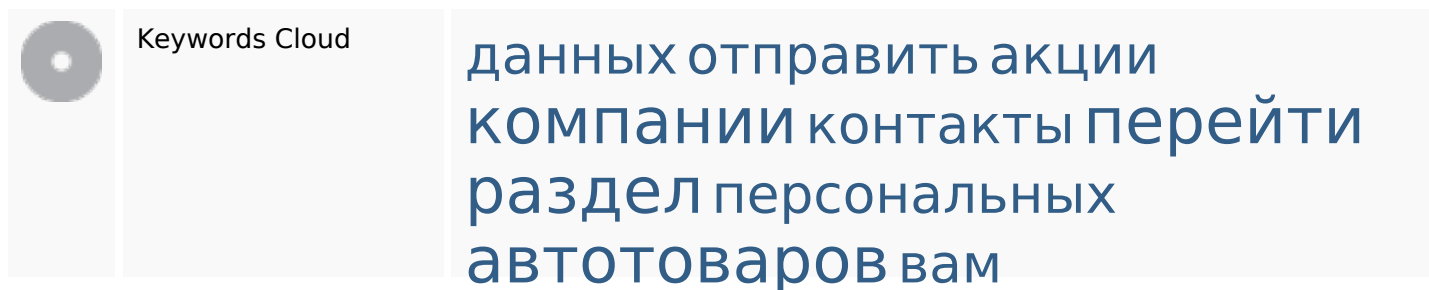 Keywords Cloud
данных отправить акции
компании контакты перейти
раздел персональных
автотоваров вам